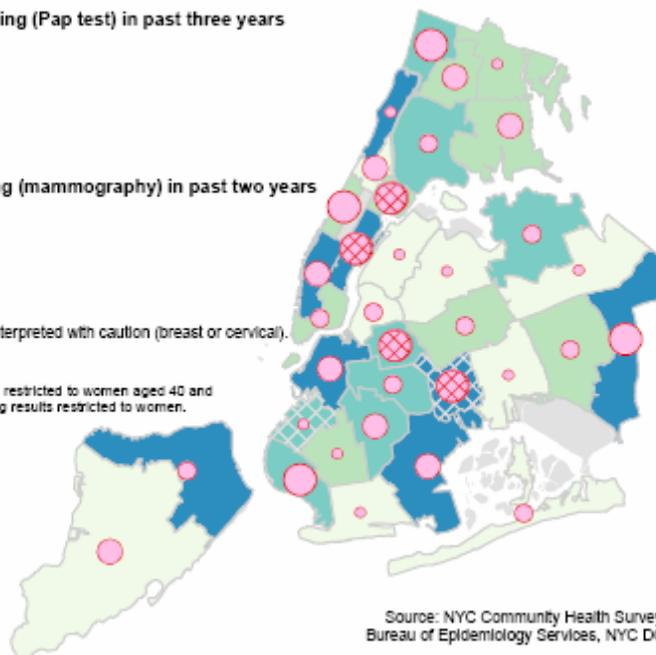 ing (Pap test) in past three years
g (mammography) in past two years
terpreted with caution (breast or cervical).
restricted to women aged 40 and
g results restricted to women.
Source: NYC Community Health Surve
Bureau of Epidemiology Services, NYC D